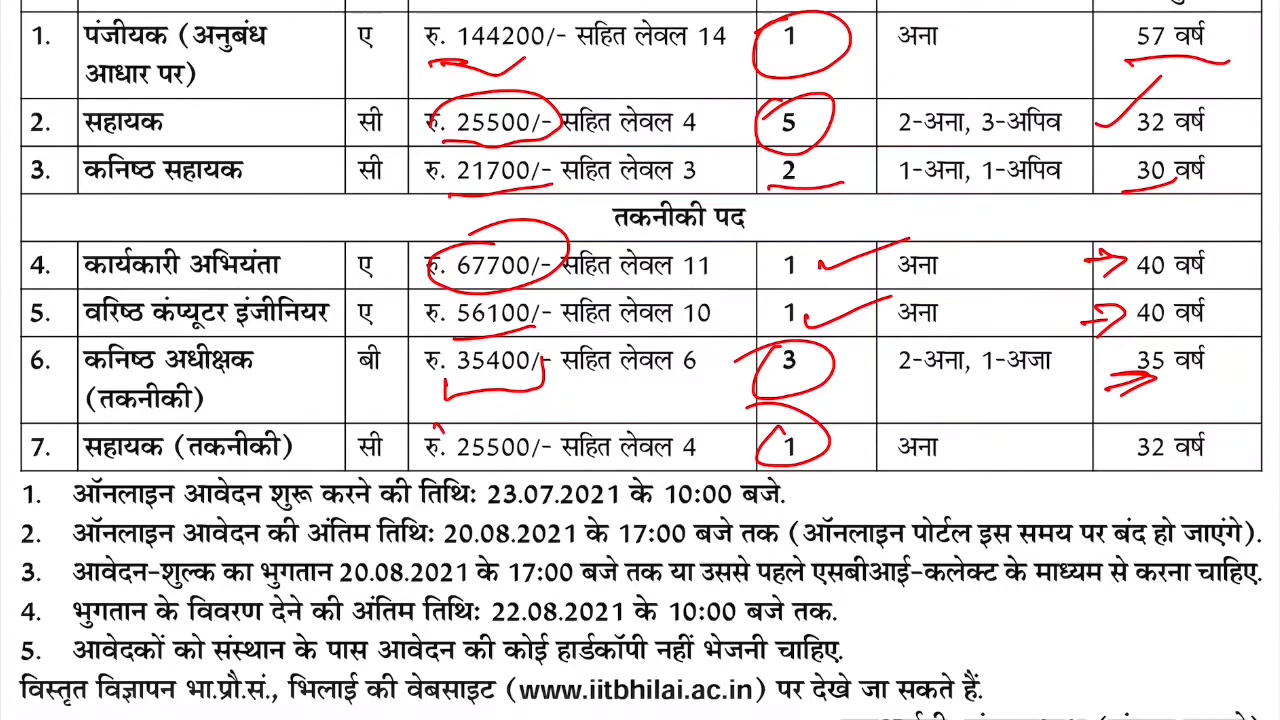 1. पंजीयक (अनुबंध ए रु. 144200/- सहित लेवल 14 1 अना 57 वर्ष
आधार पर)
2. सहायक सी रु. 25500/- सहित लेवल 4 5 2-अना, 3-अपिव 32 वर्ष
3. कनिष्ठ सहायक सी रु. 21700/- सहित लेवल 3 2 1-अना, 1-अपिव 30 वर्ष
तकनीकी पद
4. कार्यकारी अभियंता ए रु. 67700/- सहित लेवल 11 1 अना 40 वर्ष
5. वरिष्ठ कंप्यूटर इंजीनियर ए रु. 56100/- सहित लेवल 10 1 अना 40 वर्ष
6. कनिष्ठ अधीक्षक बी रु. 35400/- सहित लेवल 6 3 2-अना, 1-अजा 35 वर्ष
(तकनीकी)
7. सहायक (तकनीकी) सी रु. 25500/- सहित लेवल 4 1 अना 32 वर्ष
1. ऑनलाइन आवेदन शुरू करने की तिथिः 23.07.2021 के 10:00 बजे.
2. ऑनलाइन आवेदन की अंतिम तिथिः 20.08.2021 के 17:00 बजे तक (ऑनलाइन पोर्टल इस समय पर बंद हो जाएंगे).
3. आवेदन-शुल्क का भुगतान 20.08.2021 के 17:00 बजे तक या उससे पहले एसबीआई-कलेक्ट के माध्यम से करना चाहिए.
4. भुगतान के विवरण देने की अंतिम तिथिः 22.08.2021 के 10:00 बजे तक.
5. आवेदकों को संस्थान के पास आवेदन की कोई हार्डकॉपी नहीं भेजनी चाहिए.
विस्तृत विज्ञापन भा.प्रौ.सं., भिलाई की वेबसाइट (www.iitbhilai.ac.in) पर देखे जा सकते हैं.